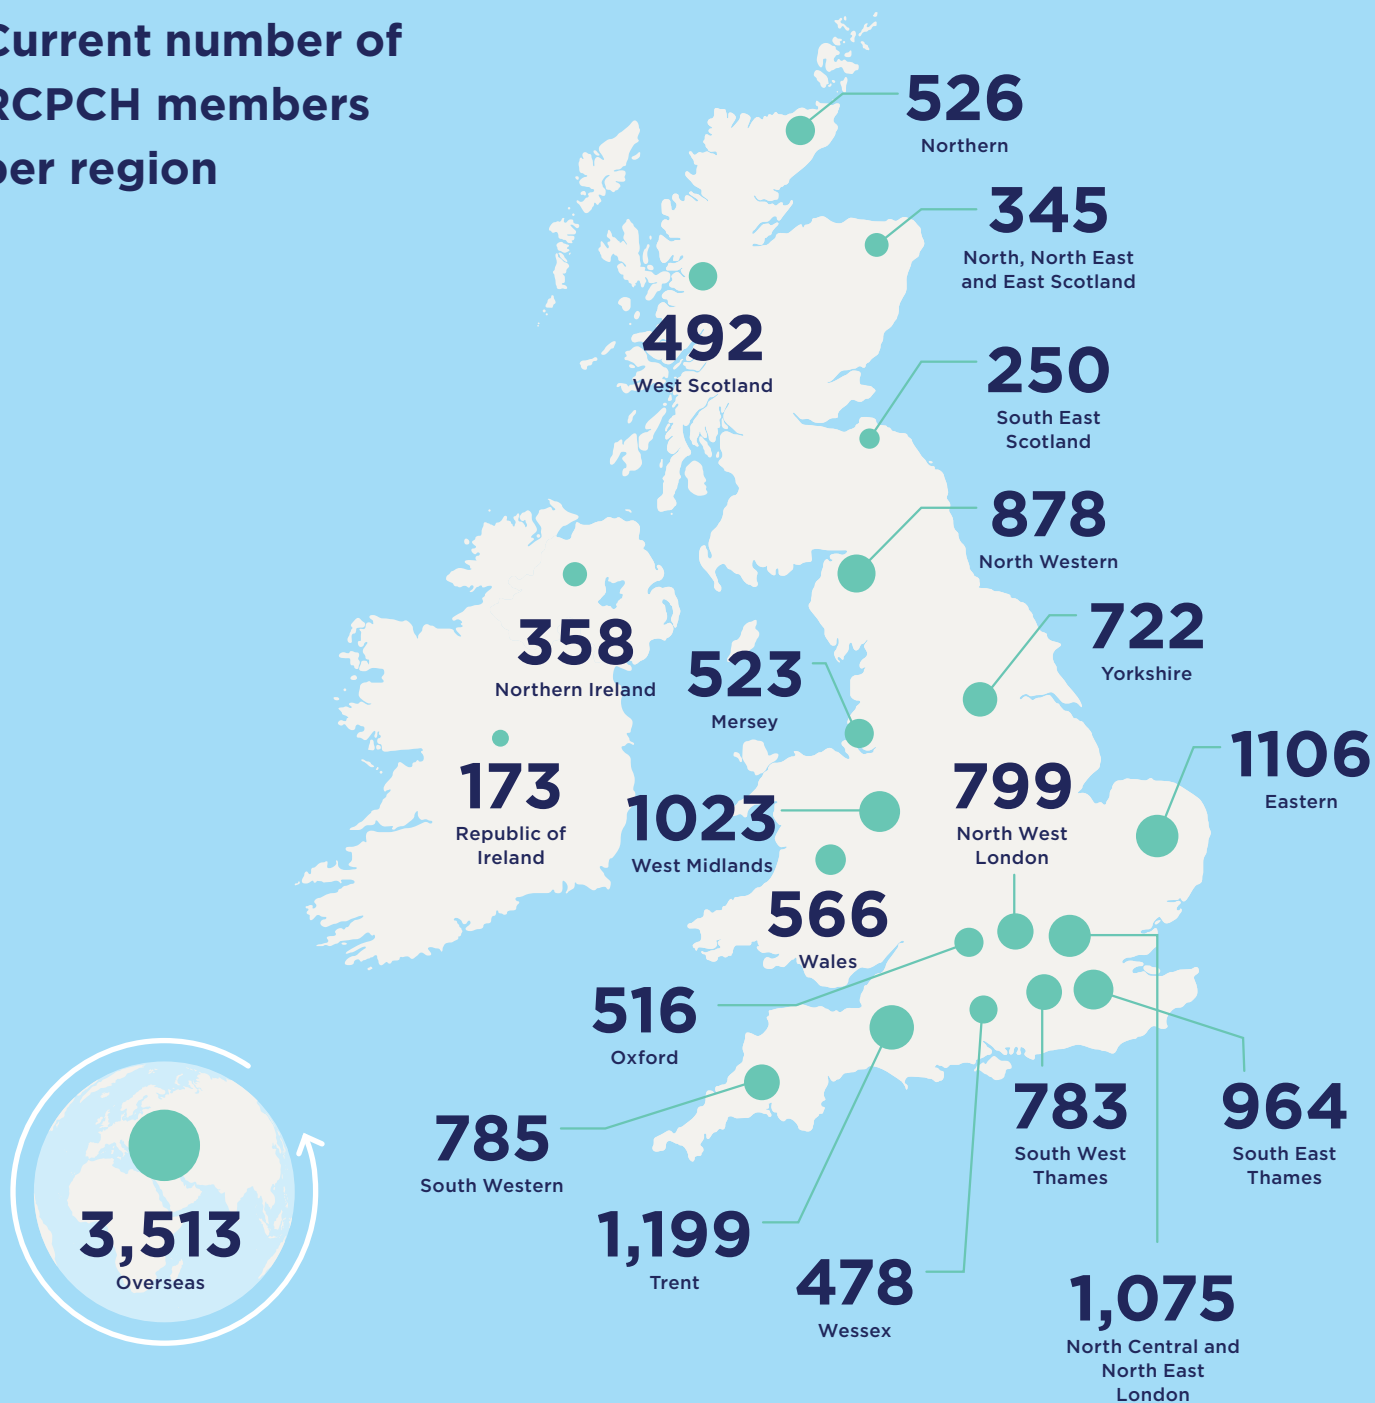 Current number of
RCPCH members
per region
526
Northern
345
North, North East
and East Scotland
492
West Scotland
250
South East
Scotland
878
North Western
722
Yorkshire
358
Northern Ireland
523
Mersey
1106
Eastern
173
Republic of
Ireland
1023
West Midlands
799
North West
London
566
Wales
516
Oxford
785
South Western
783
South West
Thames
964
South East
Thames
3,513
Overseas
1,199
Trent
478
Wessex
1,075
North Central and
North East
London